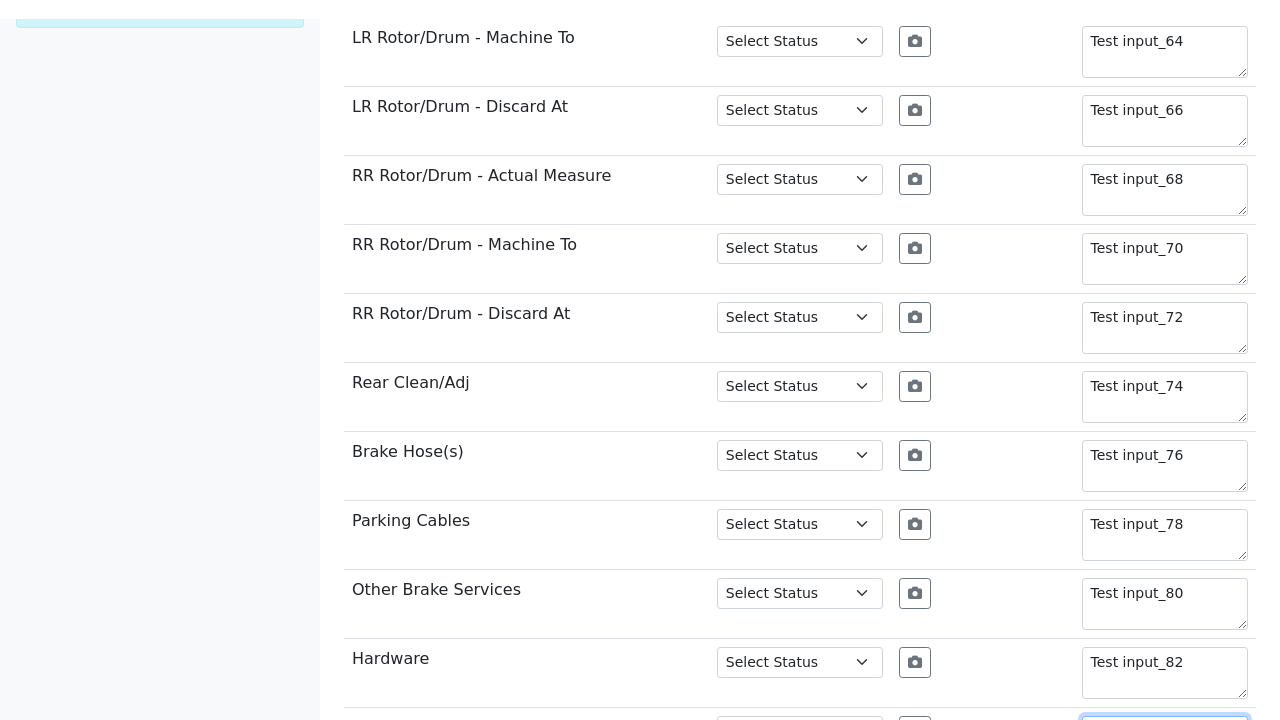 LR Rotor/Drum - Machine To Select Status Test input_64
LR Rotor/Drum - Discard At Select Status Test input_66
RR Rotor/Drum - Actual Measure Select Status Test input_68
RR Rotor/Drum - Machine To Select Status Test input_70
RR Rotor/Drum - Discard At Select Status Test input_72
Rear Clean/Adj Select Status Test input_74
Brake Hose(s) Select Status Test input_76
Parking Cables Select Status Test input_78
Other Brake Services Select Status Test input_80
Hardware Select Status Test input_82